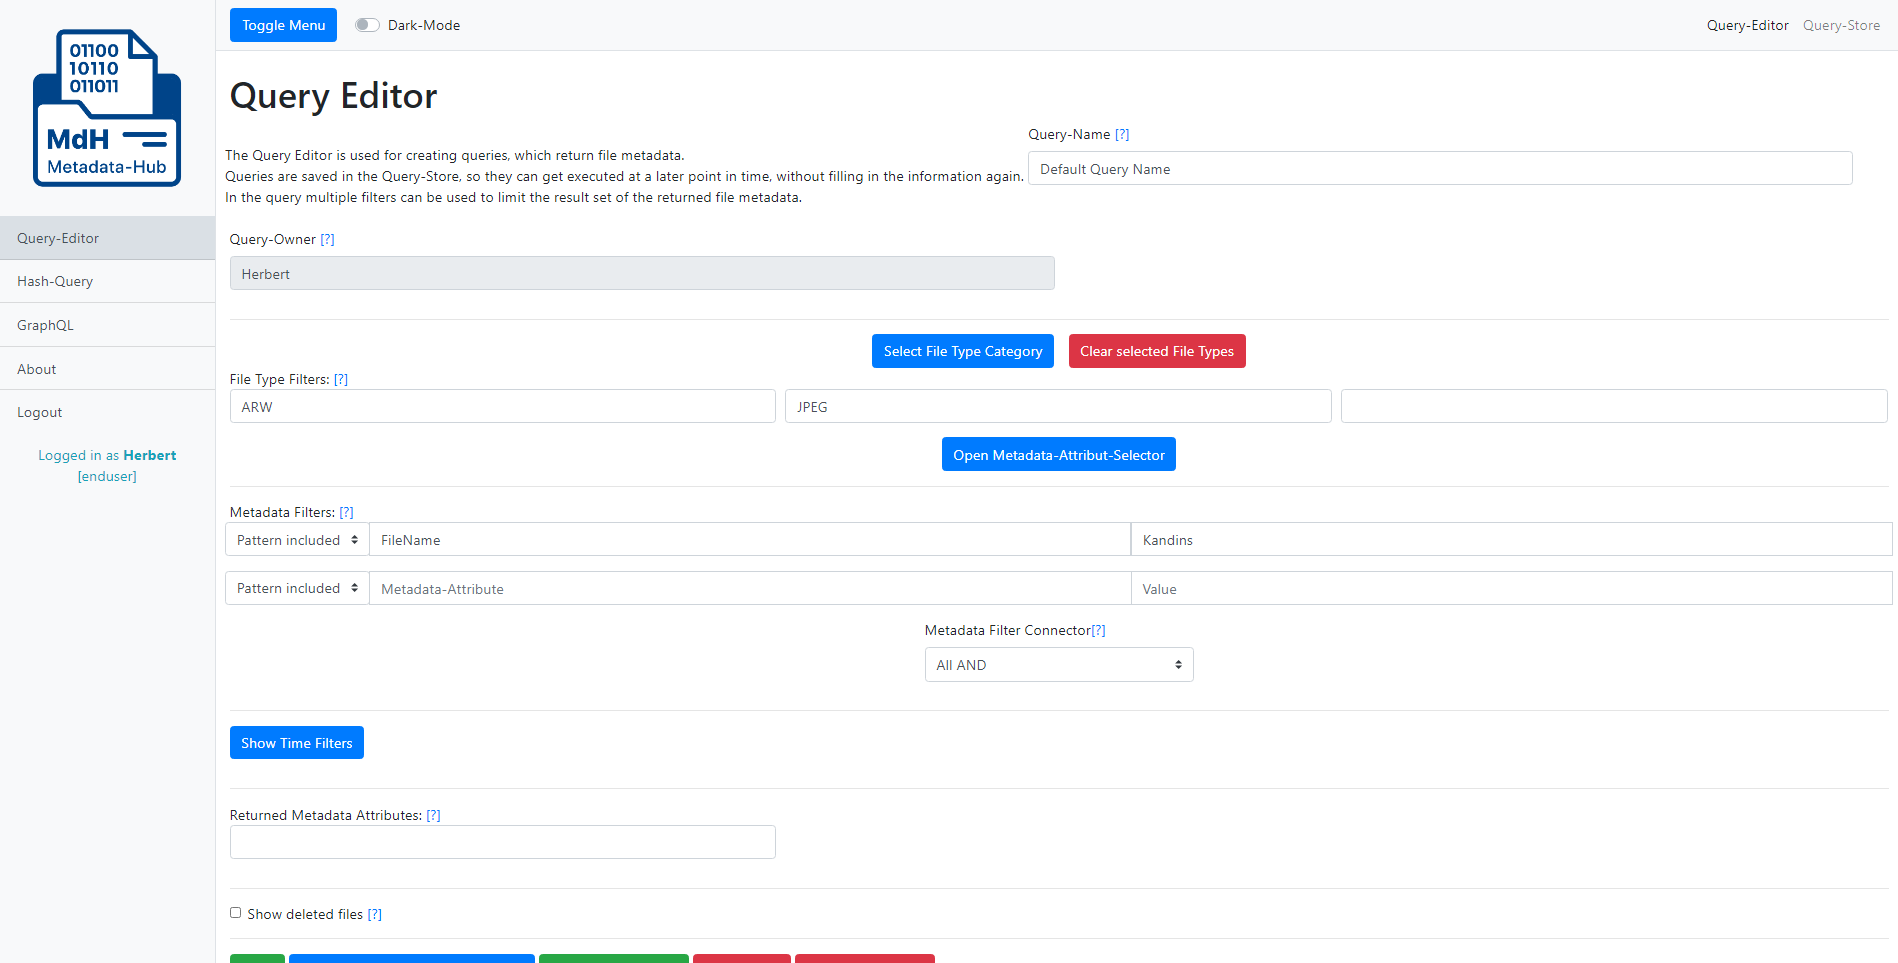 01100
10110
011011
MdH
Metadata-Hub
Query-Editor
Hash-Query
GraphQL
About
Logout
Logged in as Herbert
[enduser]
Toggle Menu Dark-Mode Query-Editor Query-Store
Query Editor
The Query Editor is used for creating queries, which return file metadata.
Queries are saved in the Query-Store, so they can get executed at a later point in time, without filling in the information again.
In the query multiple filters can be used to limit the result set of the returned file metadata.
Query-Name [?]
Default Query Name
Query-Owner [?]
Herbert
Select File Type Category Clear selected File Types
File Type Filters: [?]
ARW JPEG
Open Metadata-Attribut-Selector
Metadata Filters: [?]
Pattern included FileName Kandins
Pattern included Metadata-Attribute Value
Metadata Filter Connector[?]
All AND
Show Time Filters
Returned Metadata Attributes: [?]
Show deleted files [?]